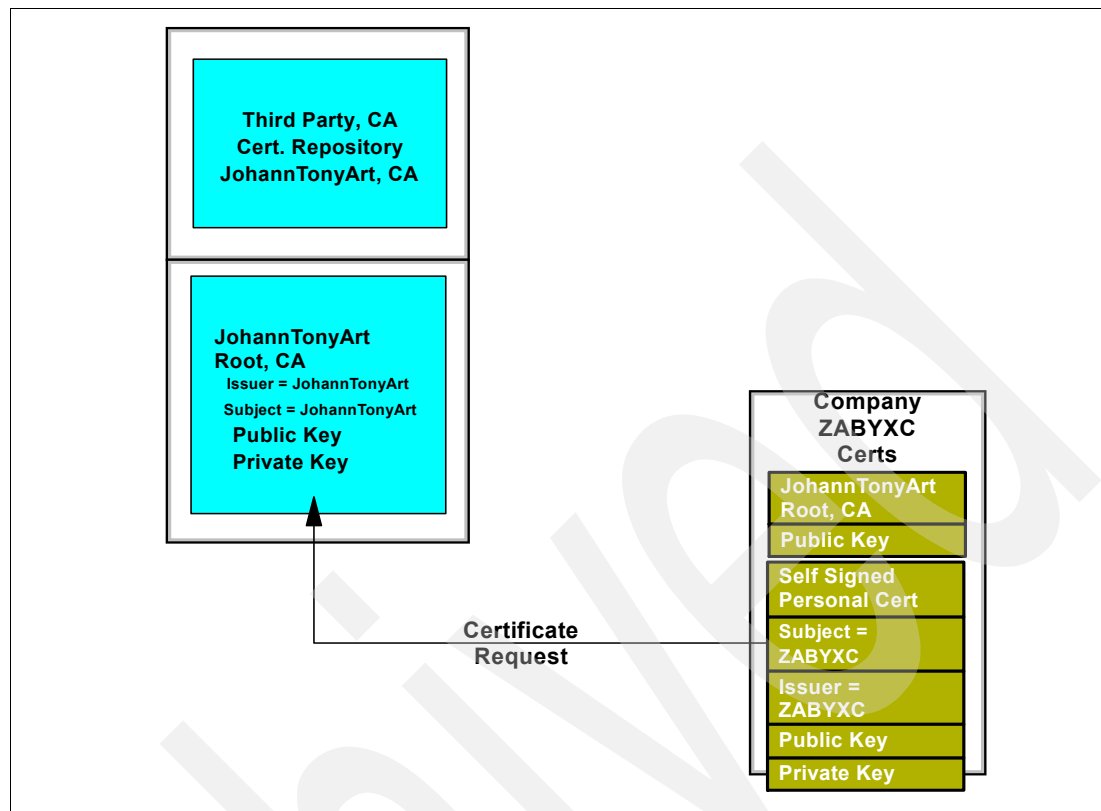 Third Party, CA
Cert. Repository
JohannTonyArt, CA
JohannTonyArt
Root, CA
Issuer = JohannTonyArt
Subject = JohannTonyArt
Public Key
Private Key
Certificate
Request
Company
ZABYXC
Certs
JohannTonyArt
Root, CA
Public Key
Self Signed
Personal Cert
Subject =
ZABYXC
Issuer =
ZABYXC
Public Key
Private Key